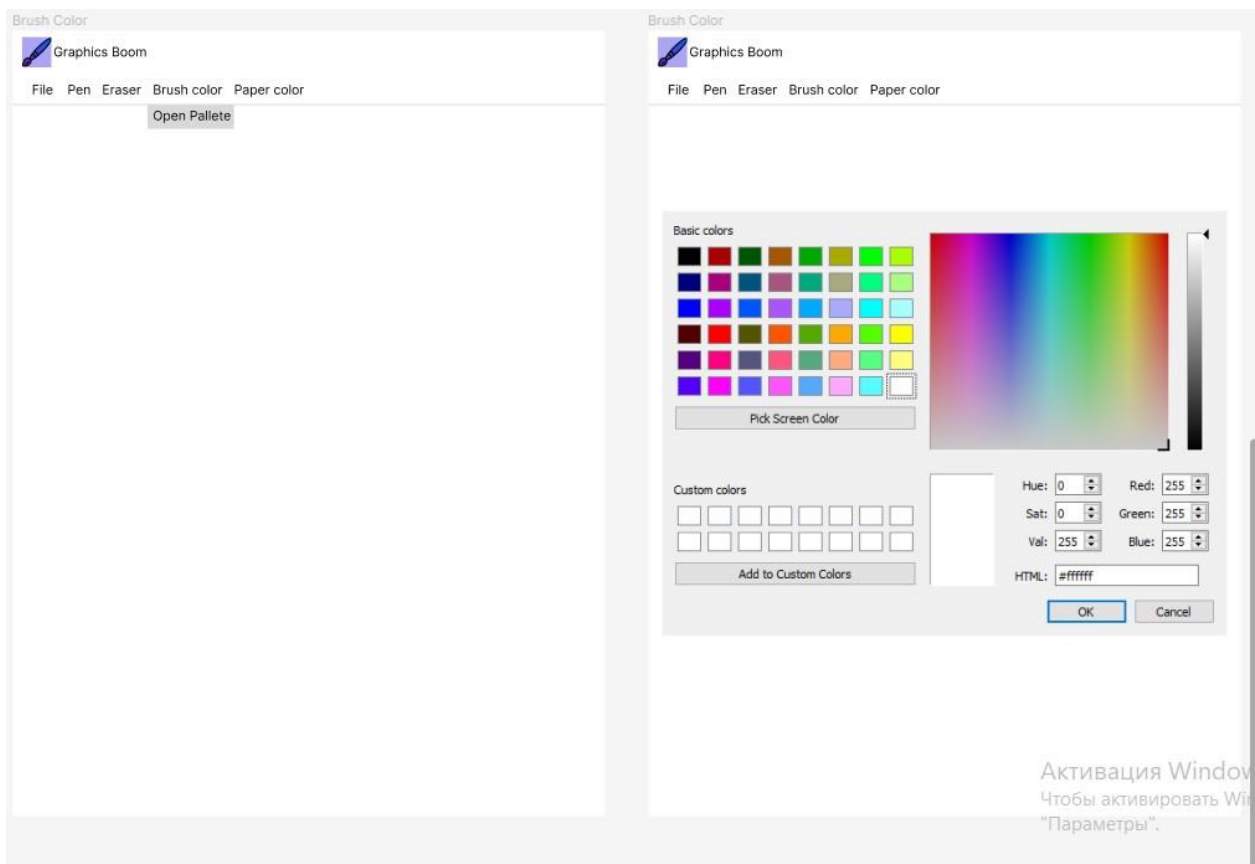 Brush Color
Graphics Boom
File Pen Eraser Brush color Paper color
Open Pallete
Brush Color
Graphics Boom
File Pen Eraser Brush color Paper color
Basic colors
Pick Screen Color
Custom colors
Add to Custom Colors
Hue: 0 Red: 255
Sat: 0 Green: 255
Val: 255 Blue: 255
HTML: #ffffff
OK Cancel
Активация Window
Чтобы активировать Wi
"Параметры".